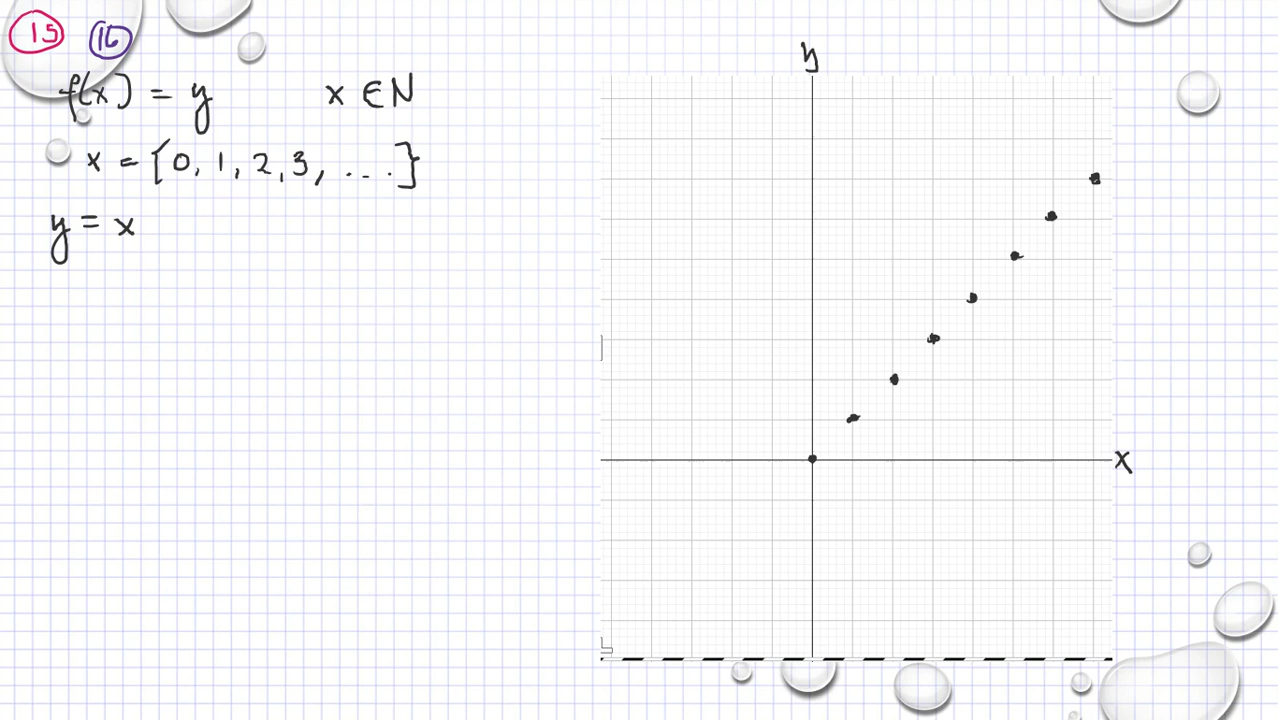 15 16
f(x) = y x ∈ N
x = {0, 1, 2, 3, ...}
y = x
y
x